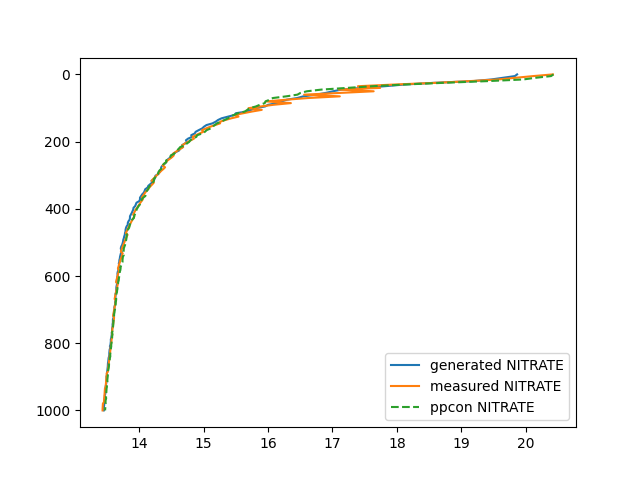 0
200
400
600
800
1000
14 15 16 17 18 19 20
generated NITRATE
measured NITRATE
ppcon NITRATE